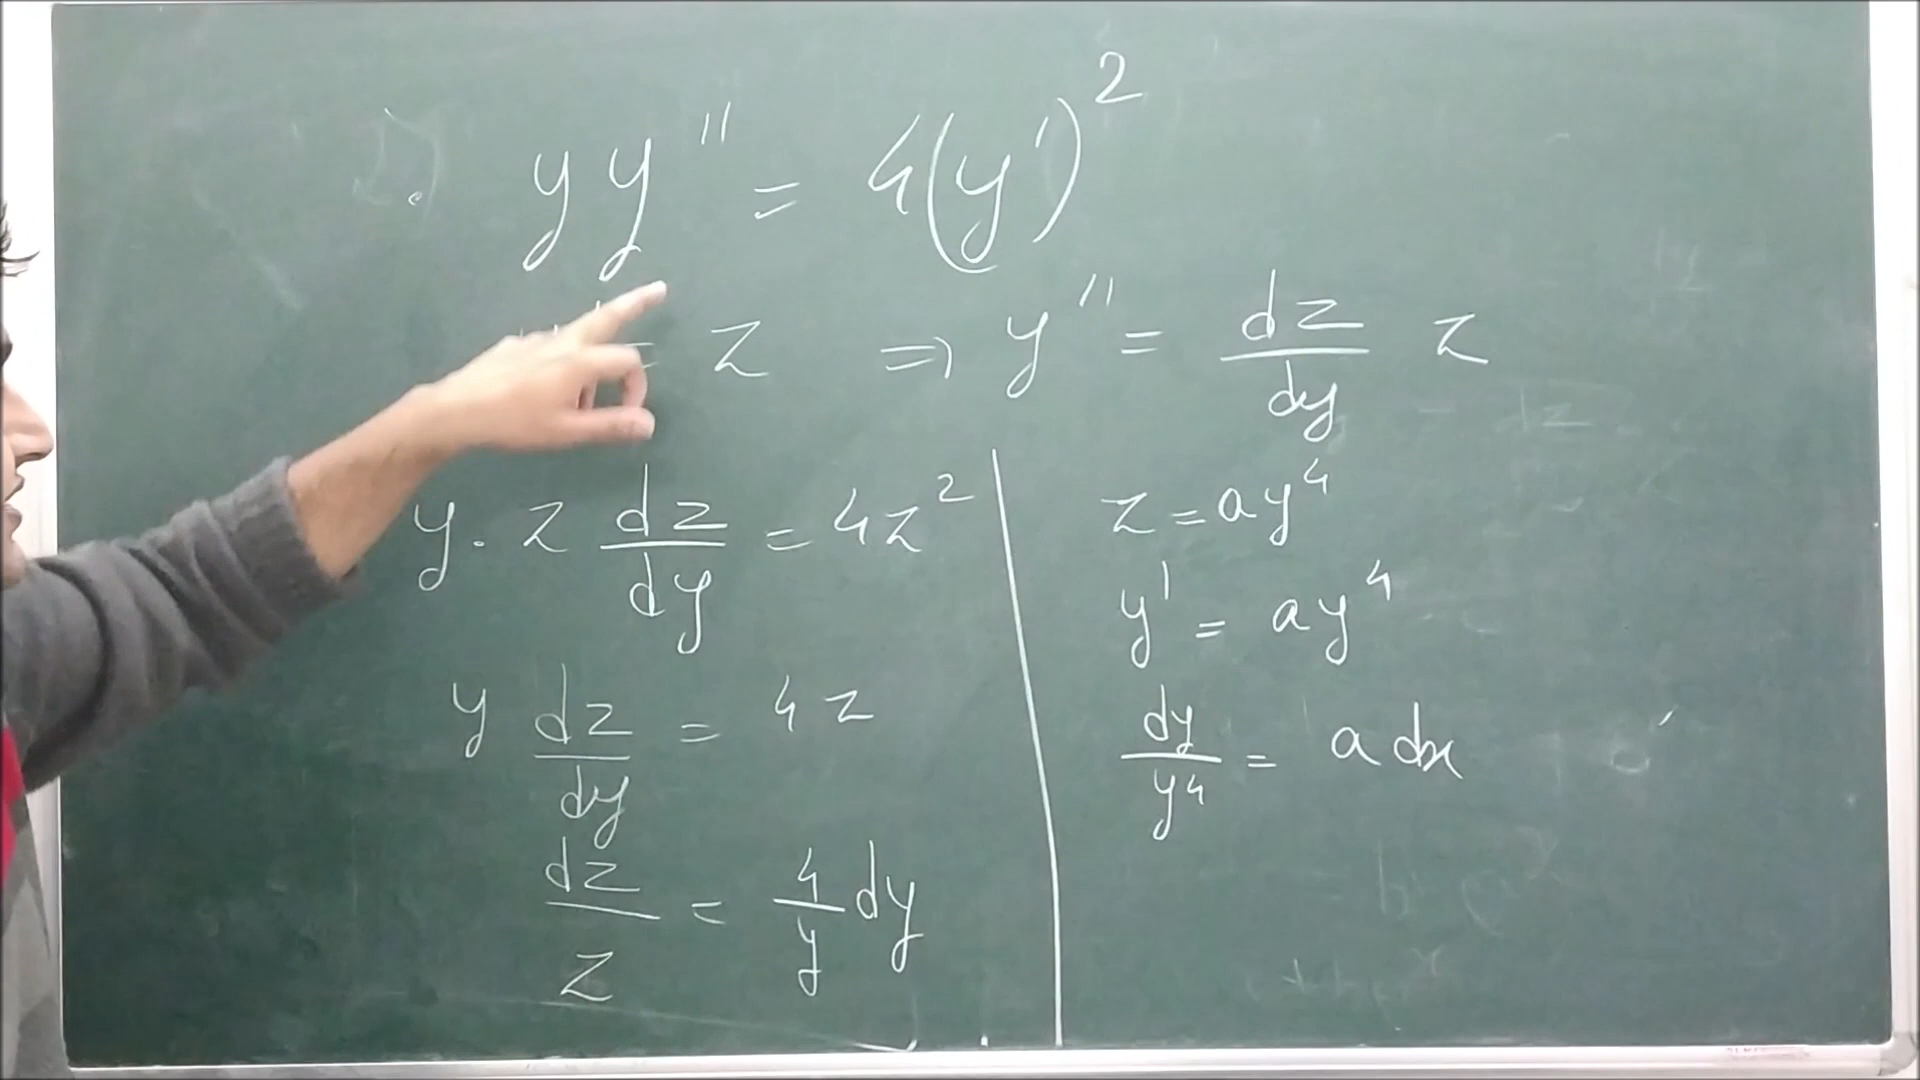 yy'' = 4(y')²
= z ⇒ y'' = dz/dy z
y . z dz/dy = 4z²
y dz/dy = 4z
dz/z = 4/y dy
z = ay⁴
y' = ay⁴
dy/y⁴ = a dx